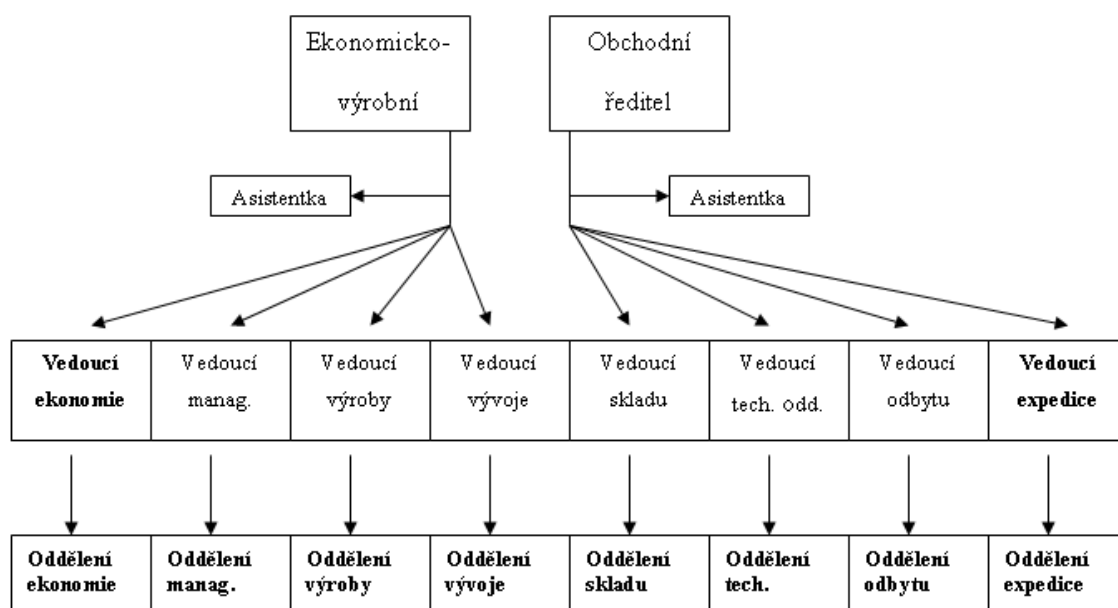 Ekonomicko-
výrobní
Obchodní
ředitel
Asistentka
Asistentka
Vedoucí
ekonomie
Vedoucí
manag.
Vedoucí
výroby
Vedoucí
vývoje
Vedoucí
skladu
Vedoucí
tech. odd.
Vedoucí
odbytu
Vedoucí
expedice
Oddělení
ekonomie
Oddělení
manag.
Oddělení
výroby
Oddělení
vývoje
Oddělení
skladu
Oddělení
tech.
Oddělení
odbytu
Oddělení
expedice